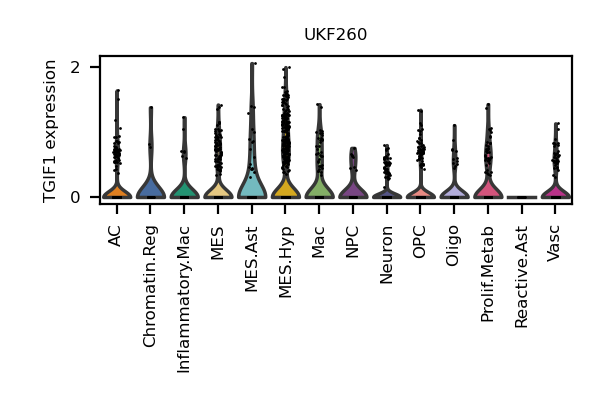 UKF260
TGIF1 expression
2
0
AC
Chromatin.Reg
Inflammatory.Mac
MES
MES.Ast
MES.Hyp
Mac
NPC
Neuron
OPC
Oligo
Prolif.Metab
Reactive.Ast
Vasc